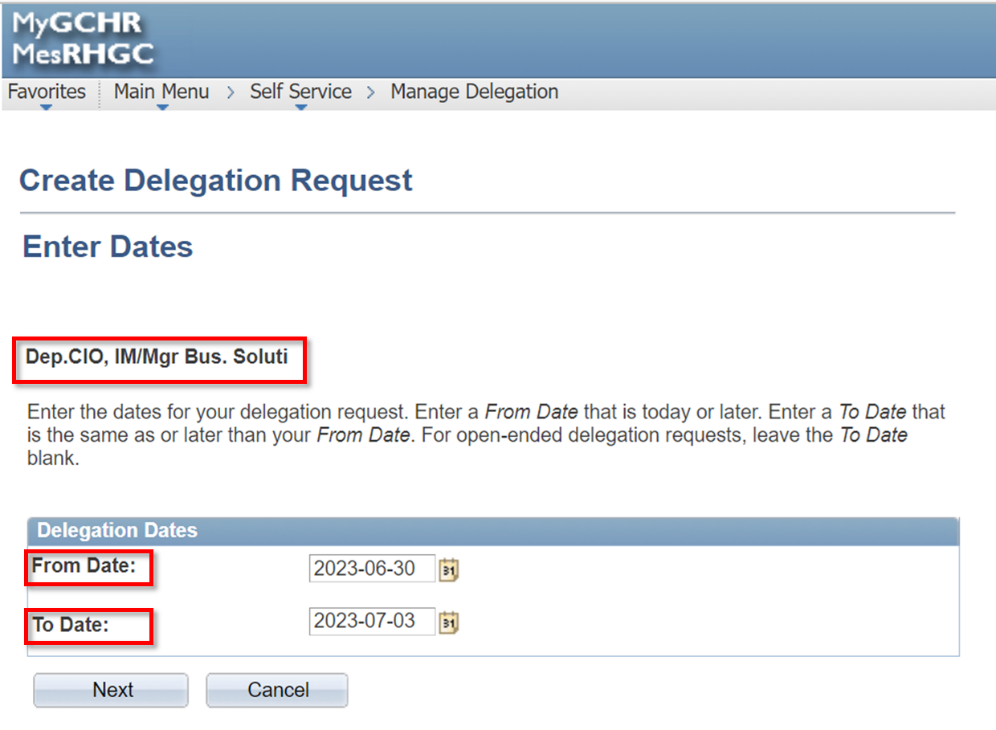 MyGCHR
MesRHGC
Favorites Main Menu > Self Service > Manage Delegation
Create Delegation Request
Enter Dates
Dep.CIO, IM/Mgr Bus. Soluti
Enter the dates for your delegation request. Enter a From Date that is today or later. Enter a To Date that
is the same as or later than your From Date. For open-ended delegation requests, leave the To Date
blank.
Delegation Dates
From Date: 2023-06-30 31
To Date: 2023-07-03 31
Next Cancel